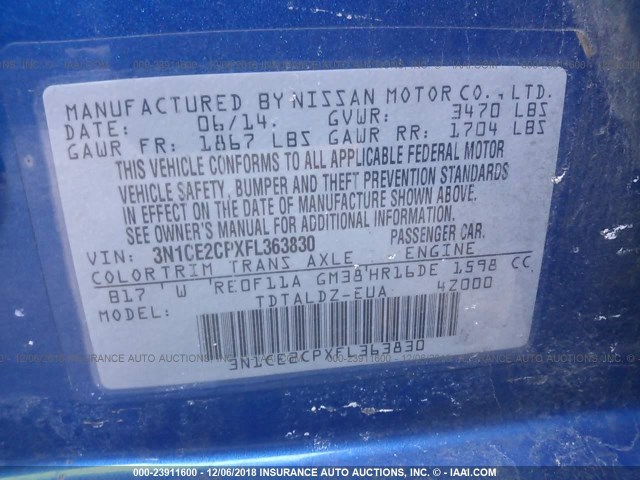 MANUFACTURED BY NISSAN MOTOR CO., LTD.
DATE: 06/14. GVWR: 3470 LBS
GAWR FR: 1867 LBS GAWR RR: 1704 LBS
THIS VEHICLE CONFORMS TO ALL APPLICABLE FEDERAL MOTOR
VEHICLE SAFETY, BUMPER AND THEFT PREVENTION STANDARDS
IN EFFECT ON THE DATE OF MANUFACTURE SHOWN ABOVE.
SEE OWNER'S MANUAL FOR ADDITIONAL INFORMATION.
VIN: 3N1CE2CPXFL363830 PASSENGER CAR.
COLOR TRIM TRANS AXLE ENGINE
B17 W RE0F11A GM38 HR16DE 1598 CC
MODEL: TDTALDZ-EUA 4Z000
3N1CE2CPXFL363830
000-23911600 - 12/06/2018 INSURANCE AUTO AUCTIONS, INC. - © - IAAI.COM